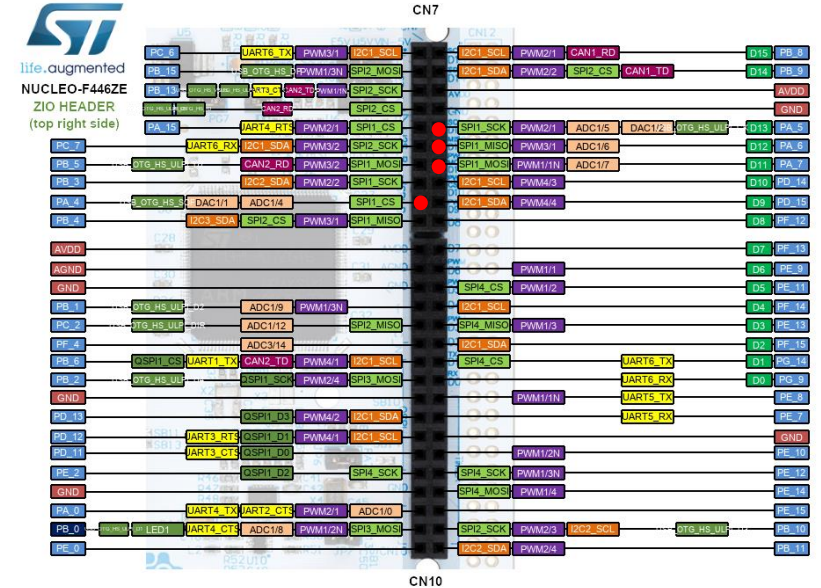 CN7
life.augmented
NUCLEO-F446ZE
ZIO HEADER
(top right side)
PC_6 UART6_TX PWM3/1 I2C1_SCL I2C1_SCL PWM2/1 CAN1_RD D15 PB_8
PB_15 PWM1/3N SPI2_MOSI I2C1_SDA PWM2/2 SPI2_CS CAN1_TD D14 PB_9
PB_13 CAN2_TD PWM1/1N SPI2_SCK AVDD
CAN2_RD SPI2_CS GND
PA_15 UART4_RTS PWM2/1 SPI1_CS SPI1_SCK PWM2/1 ADC1/5 DAC1/2 OTG_HS_ULP D13 PA_5
PC_7 UART6_RX I2C1_SDA PWM3/2 SPI2_SCK SPI1_MISO PWM3/1 ADC1/6 D12 PA_6
PB_5 OTG_HS_ULP CAN2_RD PWM3/2 SPI1_MOSI SPI1_MOSI PWM1/1N ADC1/7 D11 PA_7
PB_3 I2C2_SDA PWM2/2 SPI1_SCK I2C1_SCL PWM4/3 D10 PD_14
PA_4 OTG_HS_S DAC1/1 ADC1/4 SPI1_CS I2C1_SDA PWM4/4 D9 PD_15
PB_4 I2C3_SDA SPI2_CS PWM3/1 SPI1_MISO D8 PF_12
AVDD D7 PF_13
AGND PWM1/1 D6 PE_9
GND SPI4_CS PWM1/2 D5 PE_11
PB_1 OTG_HS_ULP ADC1/9 PWM1/3N I2C1_SCL D4 PF_14
PC_2 OTG_HS_ULP ADC1/12 SPI2_MISO SPI4_MISO PWM1/3 D3 PE_13
PF_4 ADC3/14 I2C1_SDA D2 PF_15
PB_6 QSPI1_CS UART1_TX CAN2_TD PWM4/1 I2C1_SCL SPI4_CS UART6_TX D1 PG_14
PB_2 OTG_HS_ULP QSPI1_SCK PWM2/4 SPI3_MOSI UART6_RX D0 PG_9
GND PWM1/1N UART5_TX PE_8
PD_13 QSPI1_D3 PWM4/2 I2C1_SDA UART5_RX PE_7
PD_12 UART3_RTS QSPI1_D1 PWM4/1 I2C1_SCL GND
PD_11 UART3_CTS QSPI1_D0 PWM1/2N PE_10
PE_2 QSPI1_D2 SPI4_SCK SPI4_SCK PWM1/3N PE_12
GND SPI4_MOSI PWM1/4 PE_14
PA_0 UART4_TX UART2_CTS PWM2/1 ADC1/0 PE_15
PB_0 LED1 UART4_CTS ADC1/8 PWM1/2N SPI3_MOSI SPI2_SCK PWM2/3 I2C2_SCL OTG_HS_ULP PB_10
PE_0 I2C2_SDA PWM2/4 PB_11
CN10